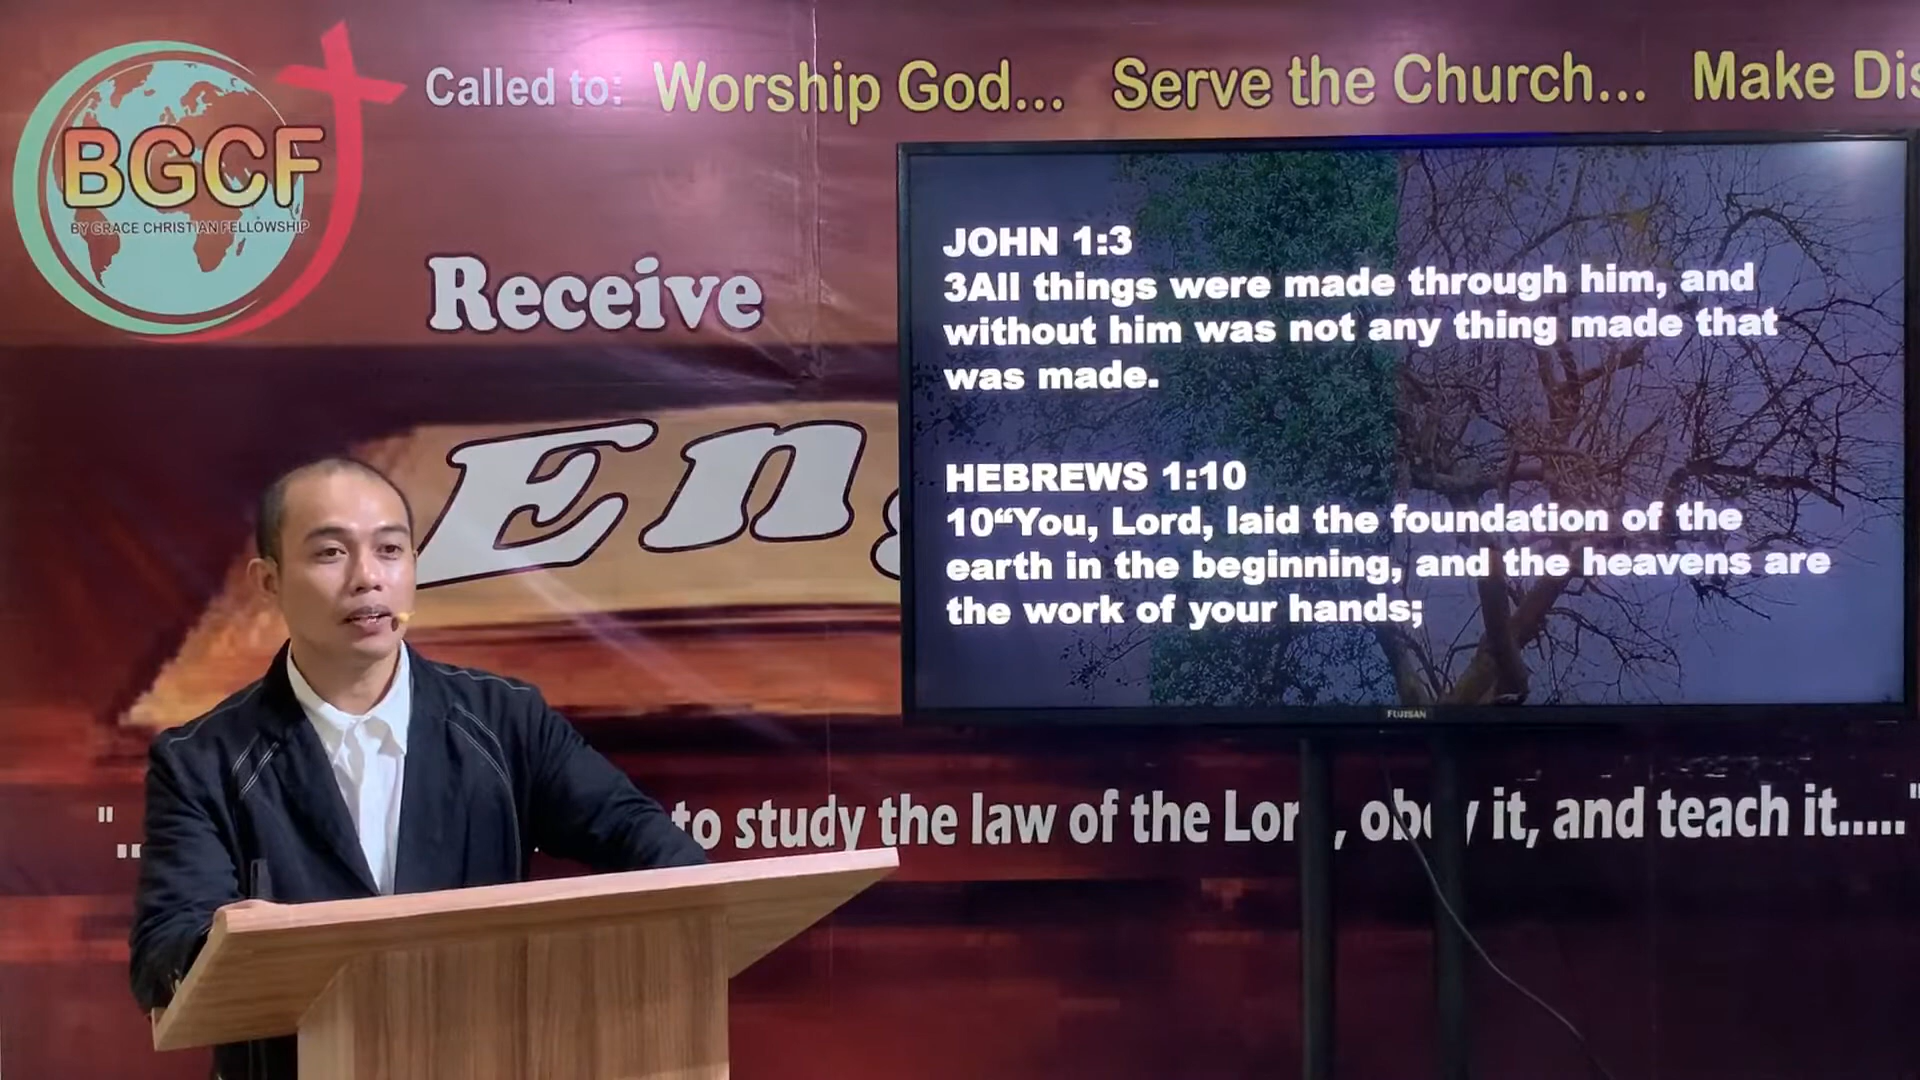 Called to: Worship God... Serve the Church... Make Dis
BGCF
BY GRACE CHRISTIAN FELLOWSHIP
Receive
Eng
JOHN 1:3
3All things were made through him, and
without him was not any thing made that
was made.
HEBREWS 1:10
10“You, Lord, laid the foundation of the
earth in the beginning, and the heavens are
the work of your hands;
FUJISAN
"... to study the law of the Lor , obey it, and teach it....."